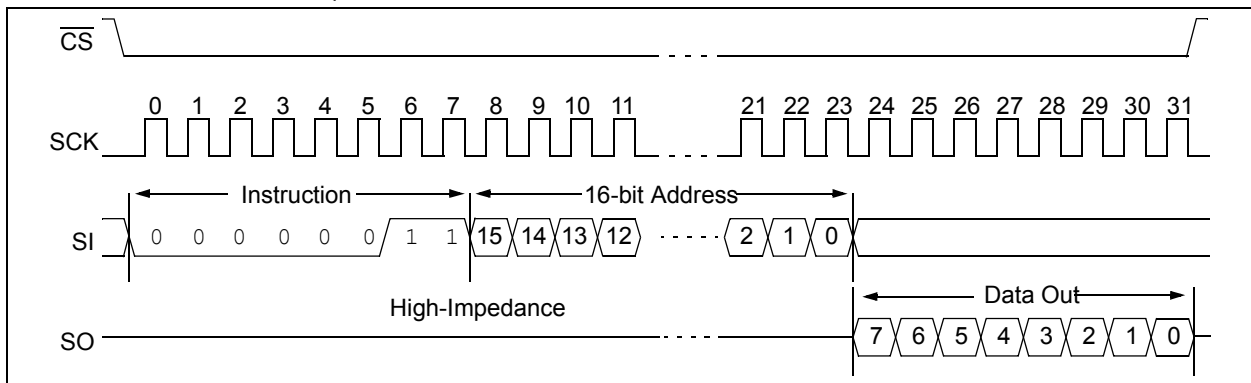 CS
0 1 2 3 4 5 6 7 8 9 10 11 21 22 23 24 25 26 27 28 29 30 31
SCK
Instruction 16-bit Address
SI 0 0 0 0 0 0 1 1 15 14 13 12 2 1 0
High-Impedance Data Out
SO 7 6 5 4 3 2 1 0